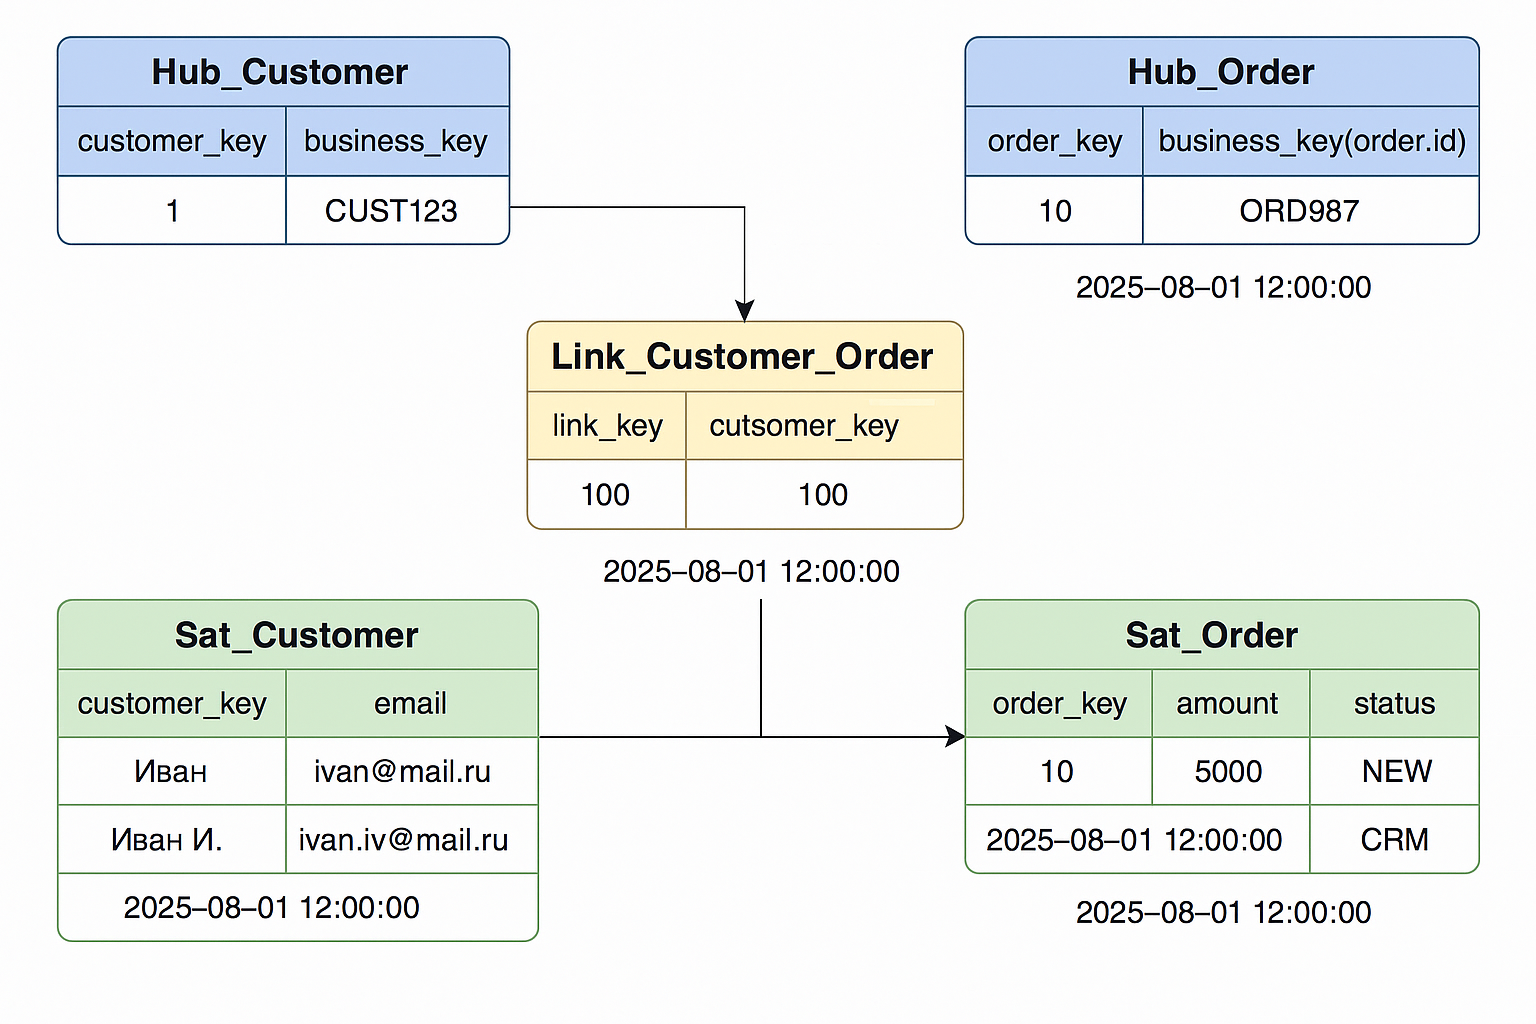 Hub_Customer
customer_key business_key
1 CUST123
Hub_Order
order_key business_key(order.id)
10 ORD987
2025–08–01 12:00:00
Link_Customer_Order
link_key cutsomer_key
100 100
2025–08–01 12:00:00
Sat_Customer
customer_key email
Иван ivan@mail.ru
Иван И. ivan.iv@mail.ru
2025–08–01 12:00:00
Sat_Order
order_key amount status
10 5000 NEW
2025–08–01 12:00:00 CRM
2025–08–01 12:00:00